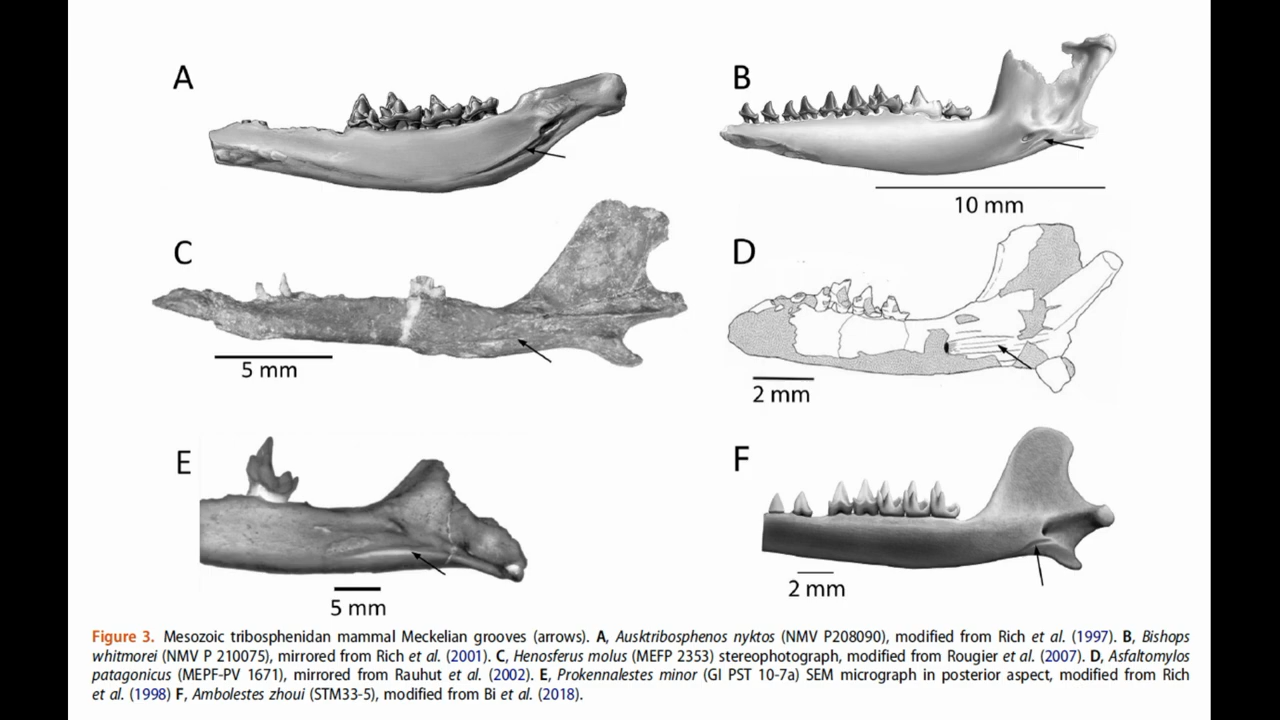 A
B
10 mm
C
D
5 mm
2 mm
E
F
2 mm
5 mm
Figure 3. Mesozoic tribosphenidan mammal Meckelian grooves (arrows). A, Ausktribosphenos nyktos (NMV P208090), modified from Rich et al. (1997). B, Bishops
whitmorei (NMV P 210075), mirrored from Rich et al. (2001). C, Henosferus molus (MEFP 2353) stereophotograph, modified from Rougier et al. (2007). D, Asfaltomylos
patagonicus (MEPF-PV 1671), mirrored from Rauhut et al. (2002). E, Prokennalestes minor (GI PST 10-7a) SEM micrograph in posterior aspect, modified from Rich
et al. (1998) F, Ambolestes zhoui (STM33-5), modified from Bi et al. (2018).